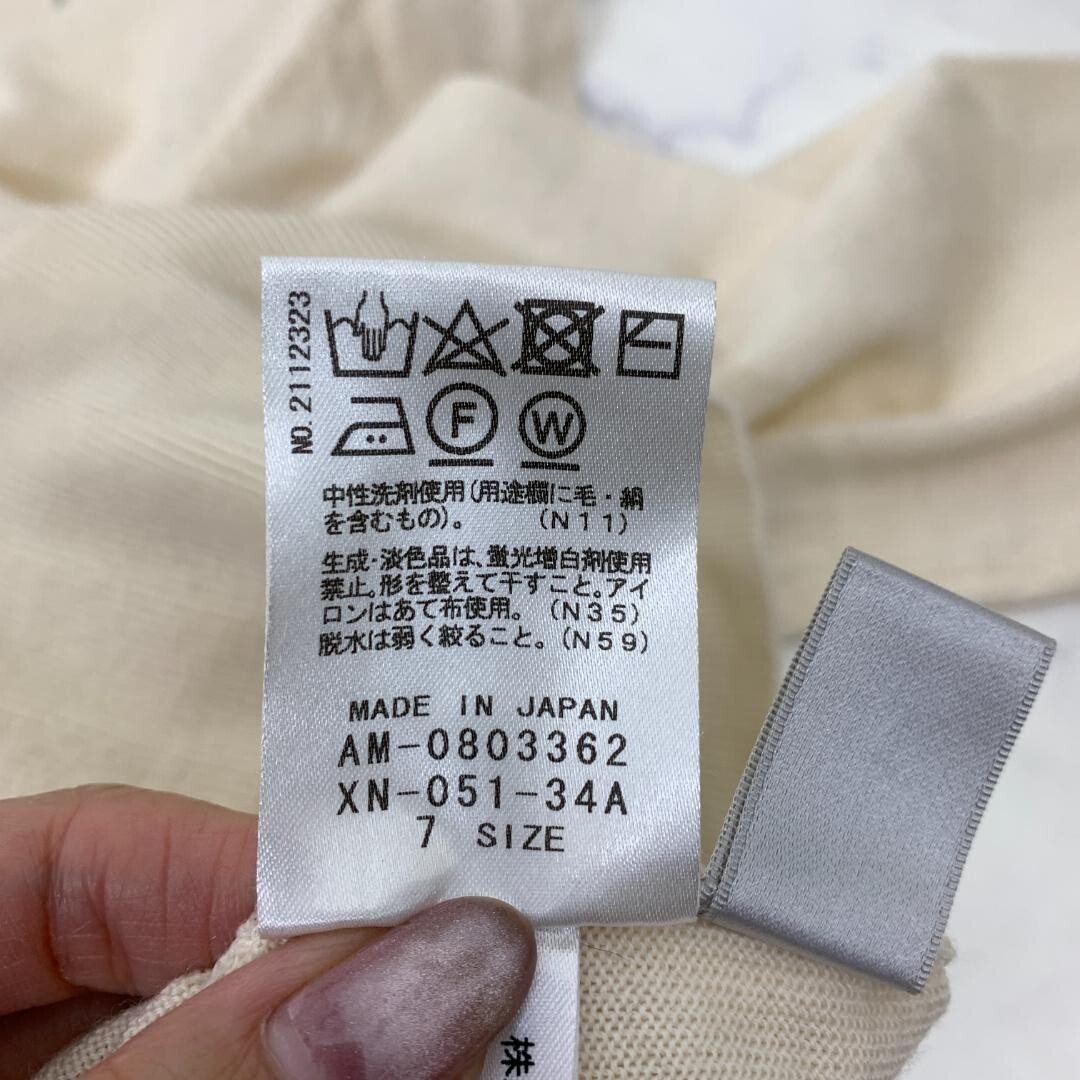 NO.2112323
F W
中性洗剤使用(用途欄に毛・絹
を含むもの)。 (N11)
生成・淡色品は、蛍光増白剤使用
禁止。形を整えて干すこと。アイ
ロンはあて布使用。(N35)
脱水は弱く絞ること。(N59)
MADE IN JAPAN
AM-0803362
XN-051-34A
7 SIZE
株